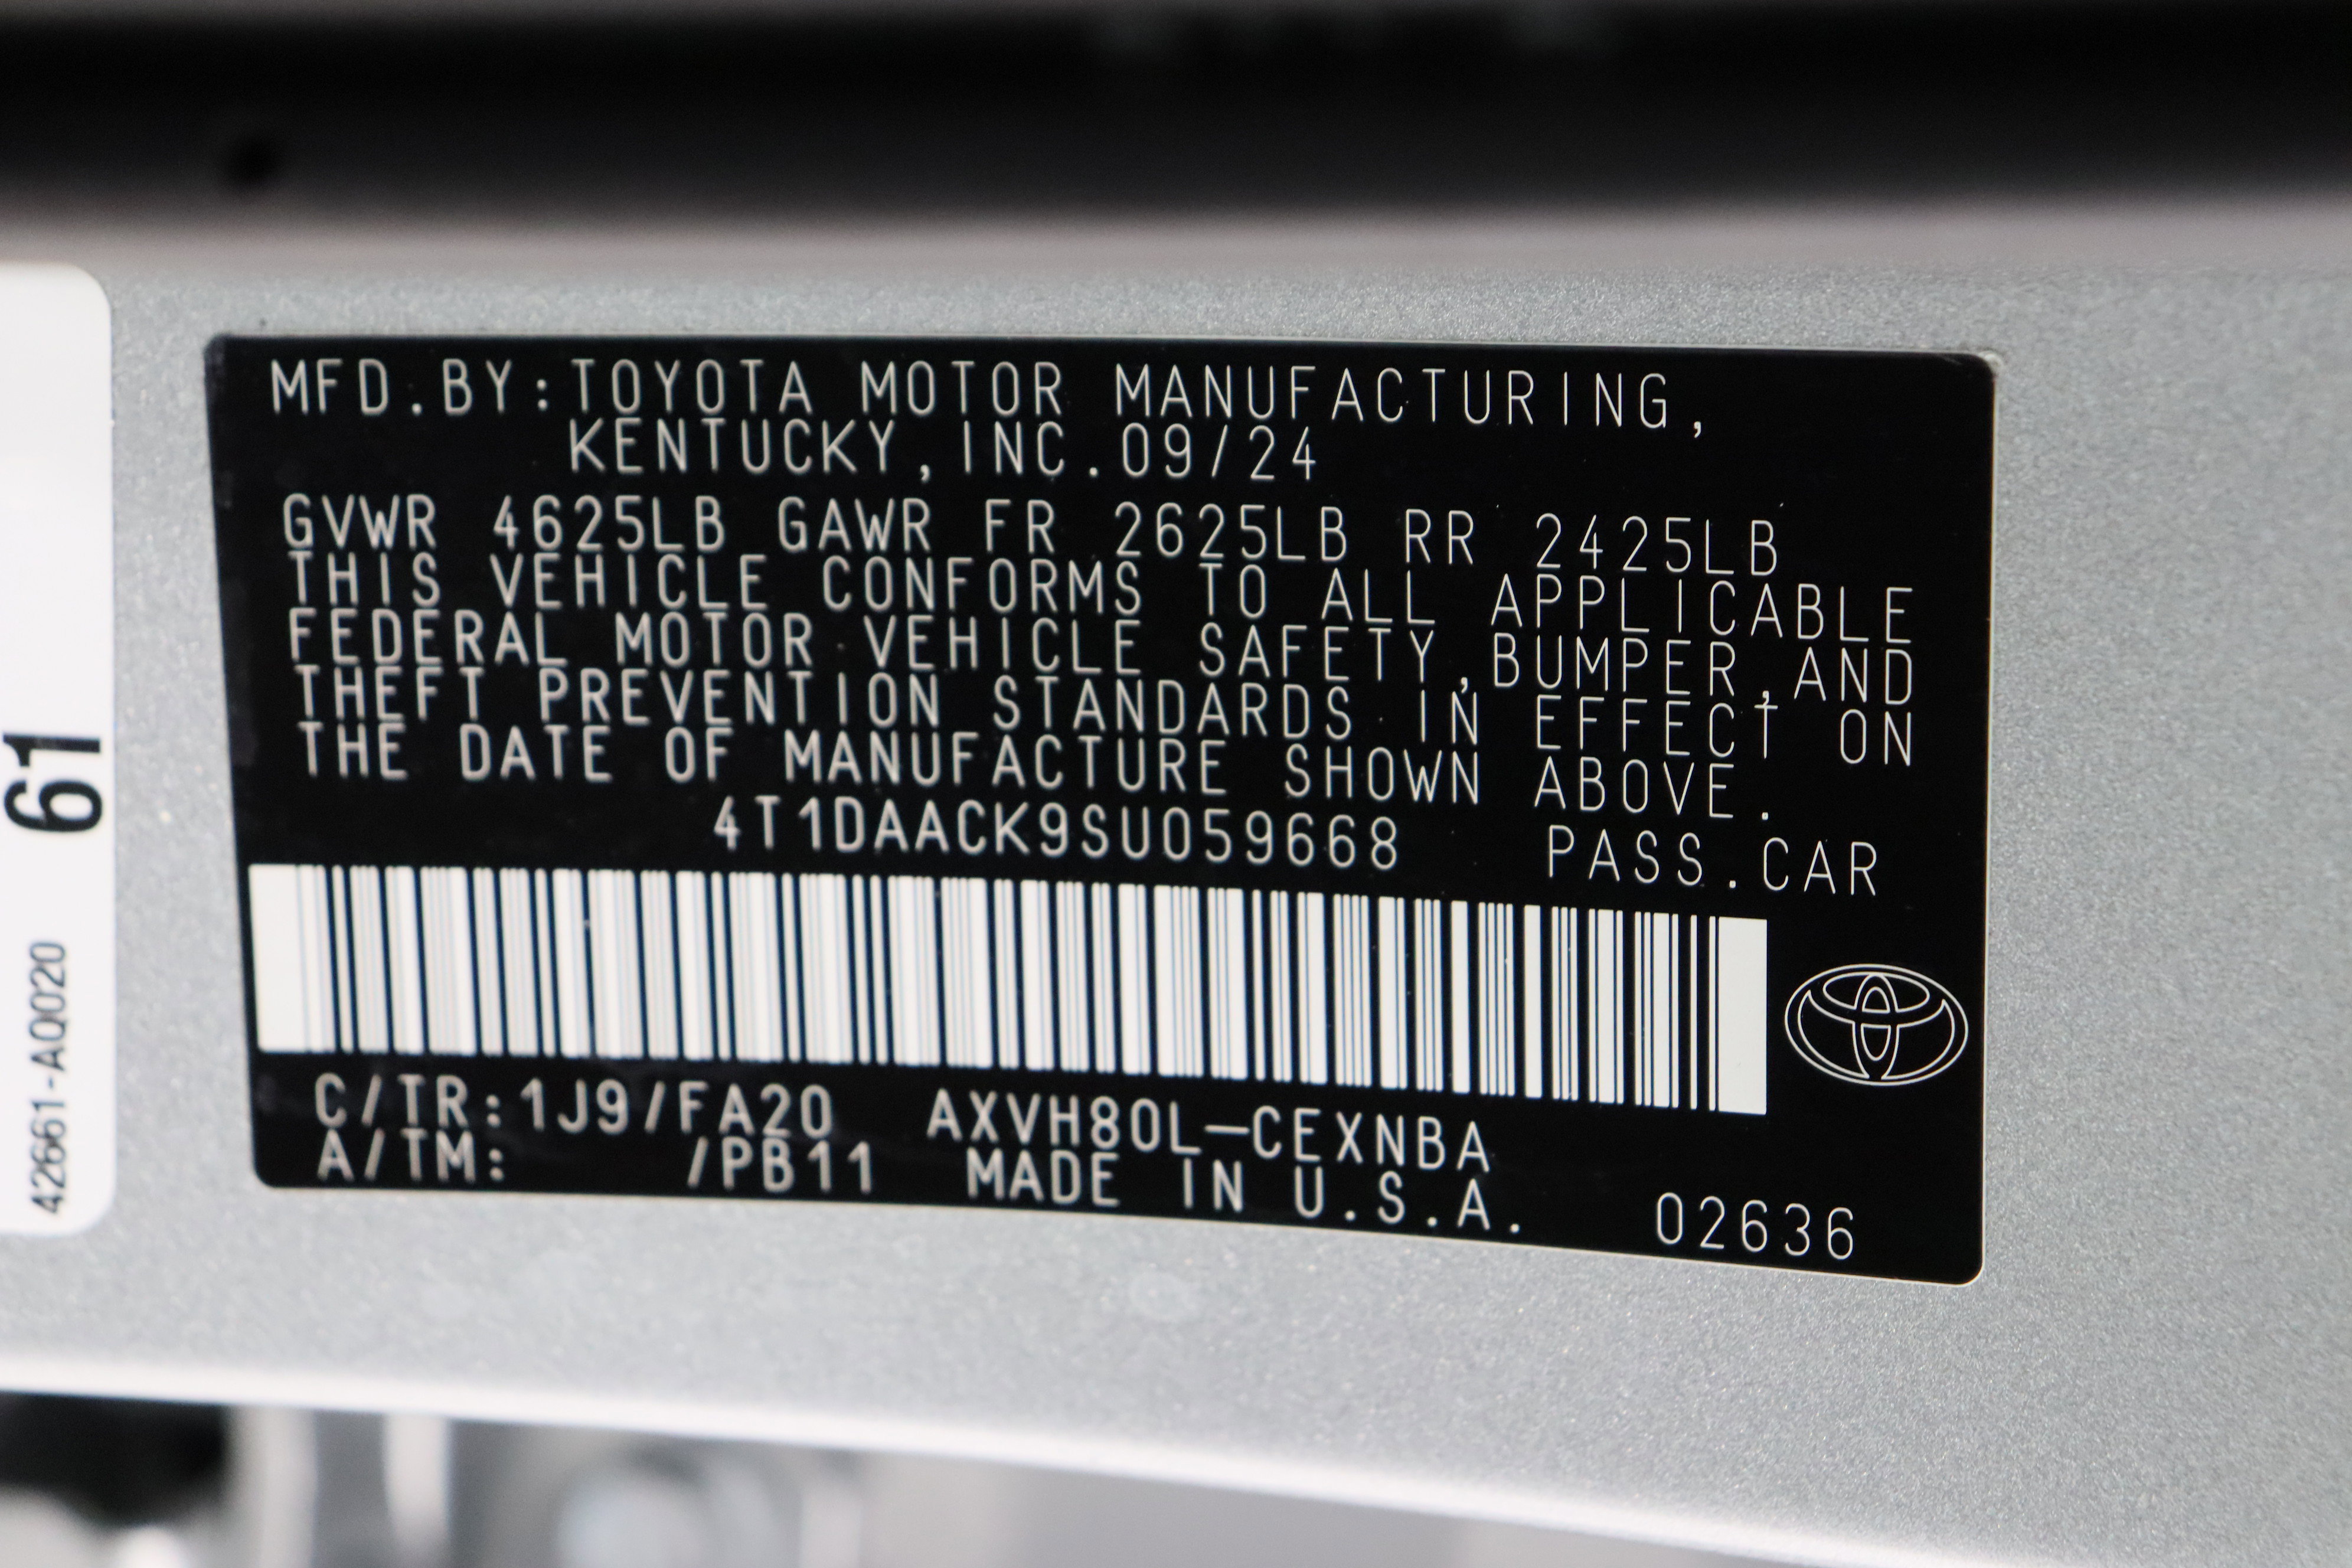 MFD.BY:TOYOTA MOTOR MANUFACTURING,
KENTUCKY,INC.09/24
GVWR 4625LB GAWR FR 2625LB RR 2425LB
THIS VEHICLE CONFORMS TO ALL APPLICABLE
FEDERAL MOTOR VEHICLE SAFETY,BUMPER,AND
THEFT PREVENTION STANDARDS IN EFFECT ON
THE DATE OF MANUFACTURE SHOWN ABOVE.
4T1DAACK9SU059668 PASS.CAR
C/TR:1J9/FA20 AXVH80L-CEXNBA
A/TM: /PB11 MADE IN U.S.A. 02636
42661-AQ020 61